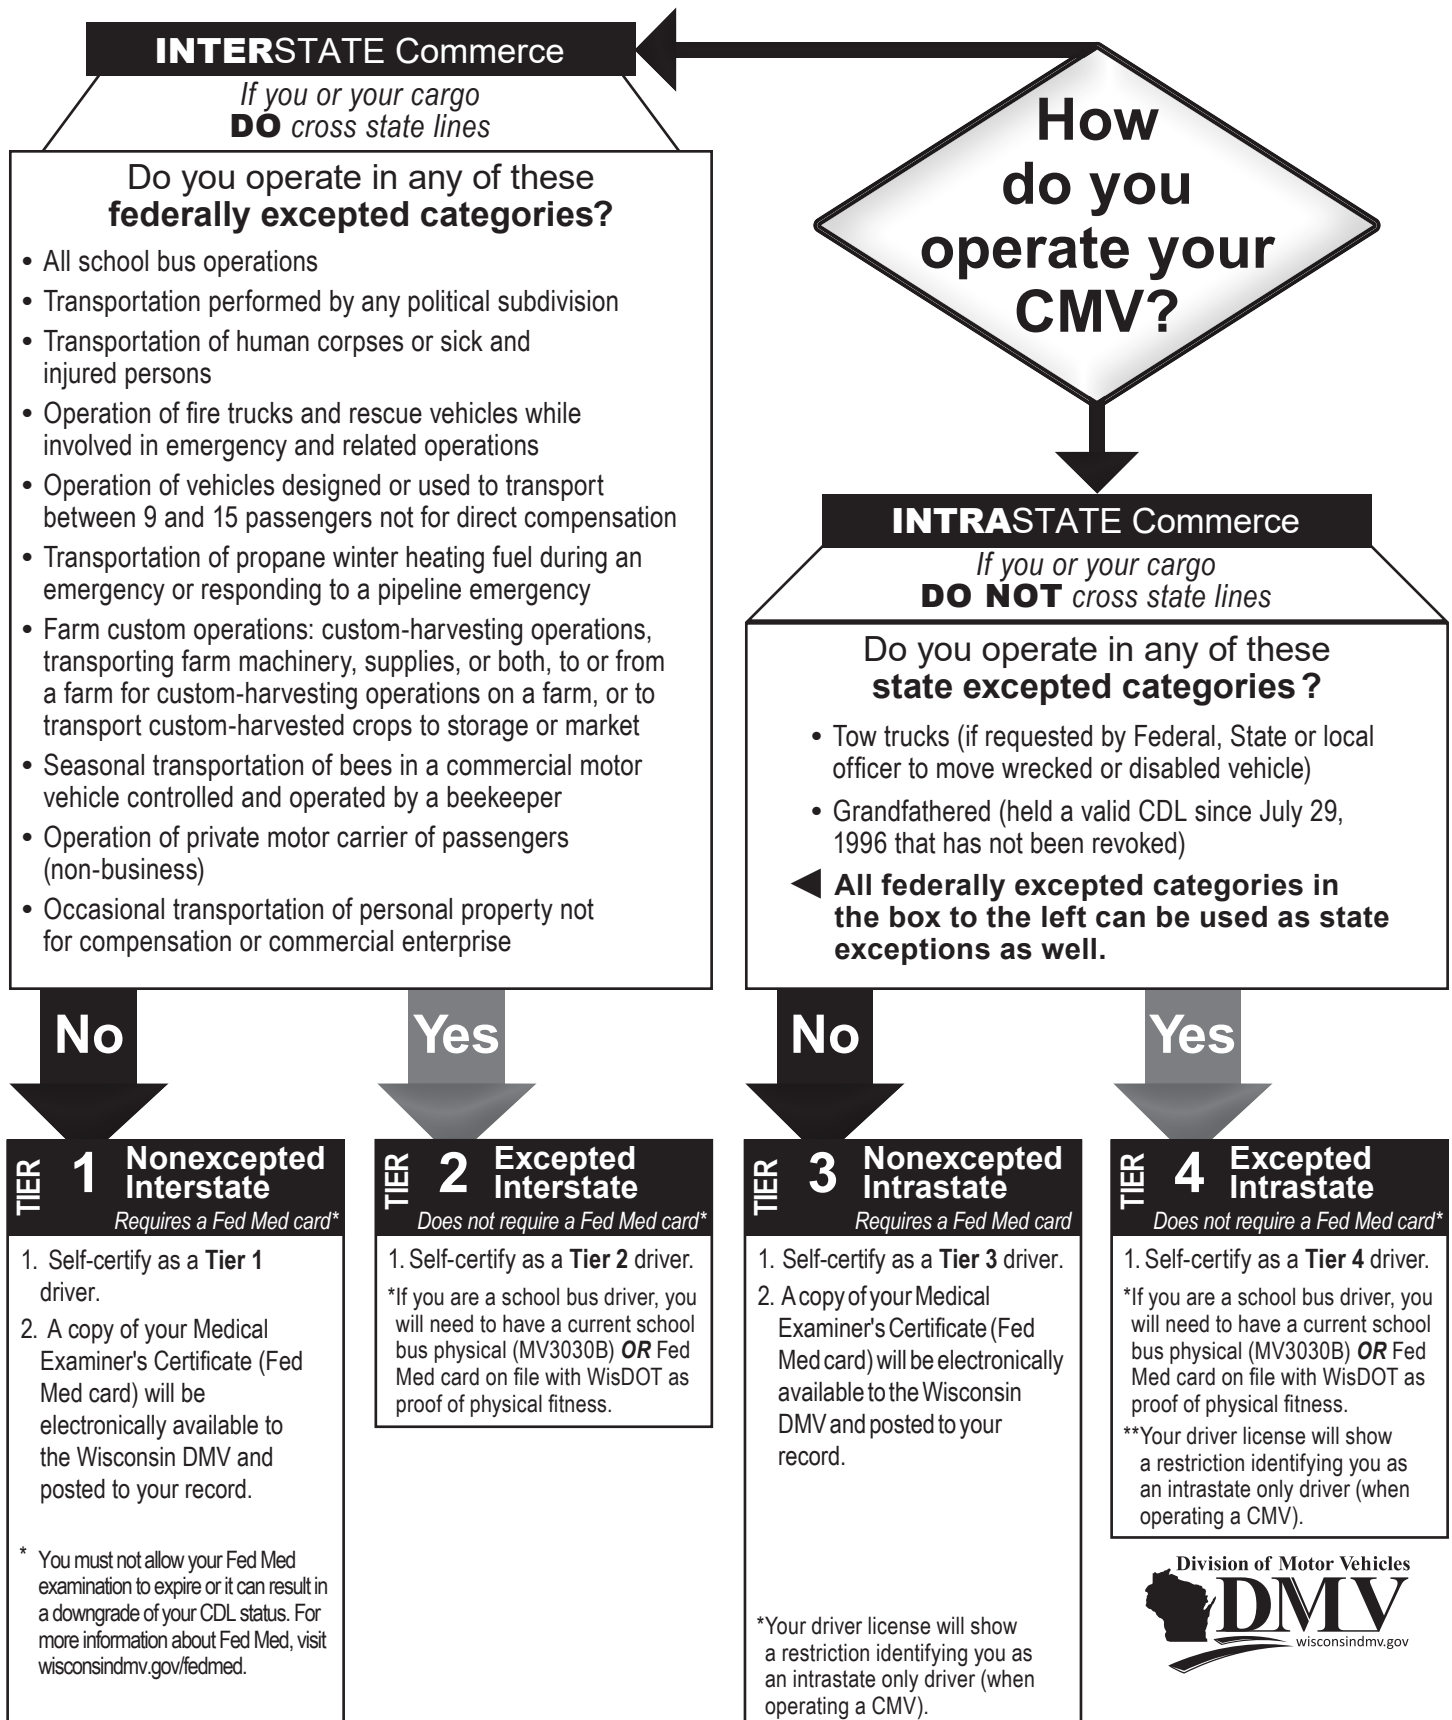 INTERSTATE Commerce
If you or your cargo
DO cross state lines
Do you operate in any of these
federally excepted categories?
• All school bus operations
• Transportation performed by any political subdivision
• Transportation of human corpses or sick and
injured persons
• Operation of fire trucks and rescue vehicles while
involved in emergency and related operations
• Operation of vehicles designed or used to transport
between 9 and 15 passengers not for direct compensation
• Transportation of propane winter heating fuel during an
emergency or responding to a pipeline emergency
• Farm custom operations: custom-harvesting operations,
transporting farm machinery, supplies, or both, to or from
a farm for custom-harvesting operations on a farm, or to
transport custom-harvested crops to storage or market
• Seasonal transportation of bees in a commercial motor
vehicle controlled and operated by a beekeeper
• Operation of private motor carrier of passengers
(non-business)
• Occasional transportation of personal property not
for compensation or commercial enterprise
How
do you
operate your
CMV?
INTRASTATE Commerce
If you or your cargo
DO NOT cross state lines
Do you operate in any of these
state excepted categories ?
• Tow trucks (if requested by Federal, State or local
officer to move wrecked or disabled vehicle)
• Grandfathered (held a valid CDL since July 29,
1996 that has not been revoked)
All federally excepted categories in
the box to the left can be used as state
exceptions as well.
No
Yes
No
Yes
TIER 1 Nonexcepted
Interstate
Requires a Fed Med card*
1. Self-certify as a Tier 1
driver.
2. A copy of your Medical
Examiner's Certificate (Fed
Med card) will be
electronically available to
the Wisconsin DMV and
posted to your record.
* You must not allow your Fed Med
examination to expire or it can result in
a downgrade of your CDL status. For
more information about Fed Med, visit
wisconsindmv.gov/fedmed.
TIER 2 Excepted
Interstate
Does not require a Fed Med card*
1. Self-certify as a Tier 2 driver.
*If you are a school bus driver, you
will need to have a current school
bus physical (MV3030B) OR Fed
Med card on file with WisDOT as
proof of physical fitness.
TIER 3 Nonexcepted
Intrastate
Requires a Fed Med card
1. Self-certify as a Tier 3 driver.
2. A copy of your Medical
Examiner's Certificate (Fed
Med card) will be electronically
available to the Wisconsin
DMV and posted to your
record.
*Your driver license will show
a restriction identifying you as
an intrastate only driver (when
operating a CMV).
TIER 4 Excepted
Intrastate
Does not require a Fed Med card*
1. Self-certify as a Tier 4 driver.
*If you are a school bus driver, you
will need to have a current school
bus physical (MV3030B) OR Fed
Med card on file with WisDOT as
proof of physical fitness.
**Your driver license will show
a restriction identifying you as
an intrastate only driver (when
operating a CMV).
Division of Motor Vehicles
DMV
wisconsindmv.gov